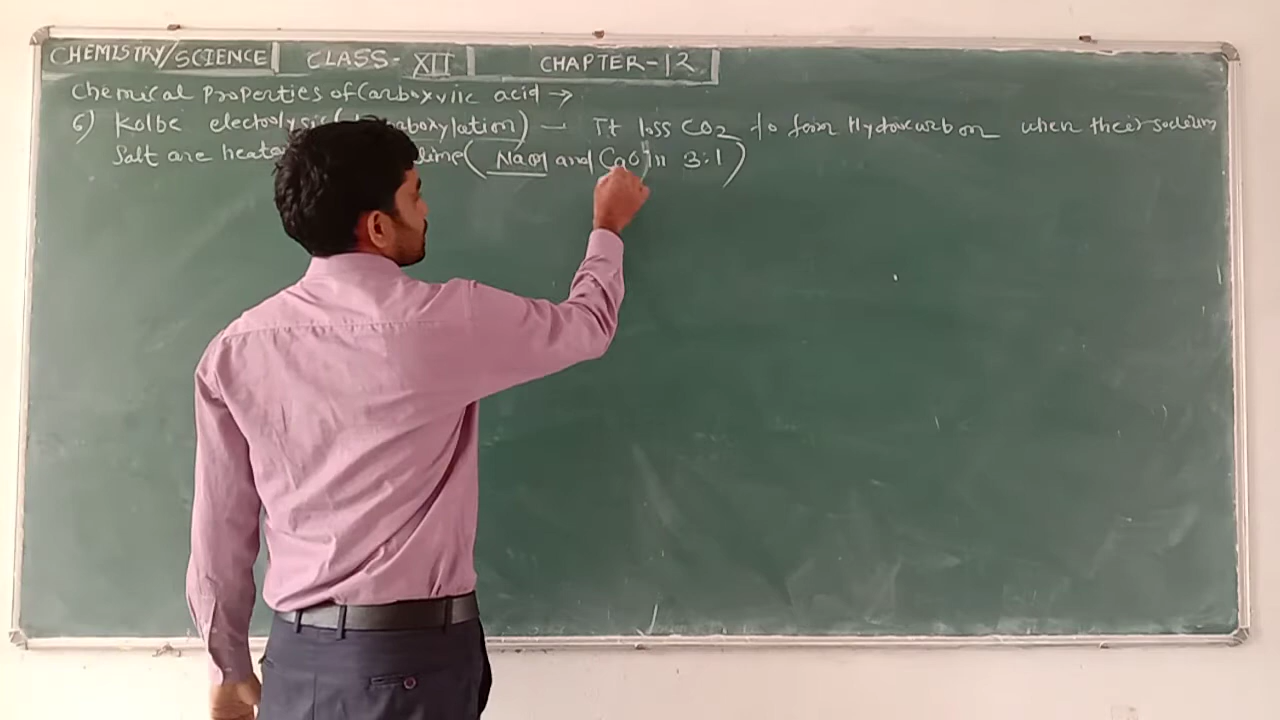 CHEMISTRY/SCIENCE | CLASS- XII | CHAPTER-12
Chemical Properties of Carboxylic acid →
6) Kolbe electrolysis( aboxylation) — It loss CO2 to form Hydrocarbon when their sodium
Salt are heated lime( NaOH and CaO in 3:1)